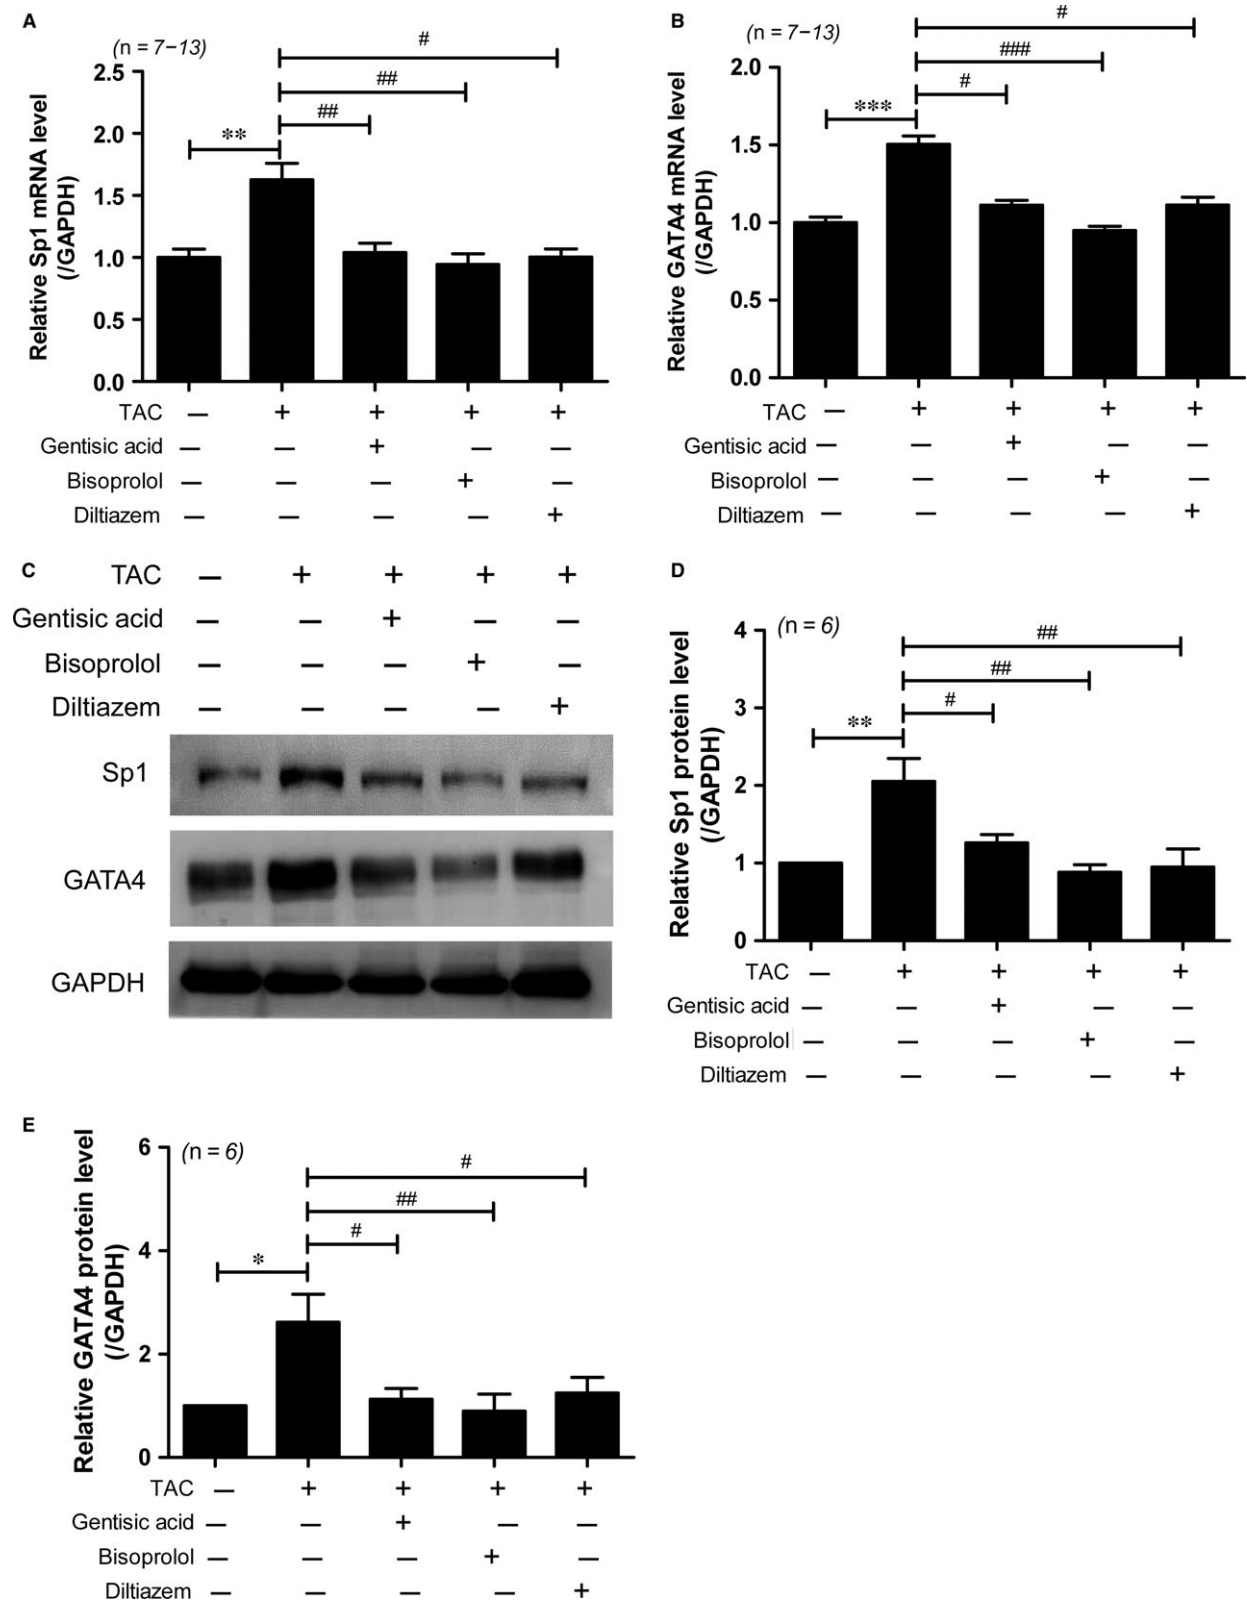 A
(n = 7−13)
#
##
##
**
2.5
2.0
1.5
1.0
0.5
0.0
Relative Sp1 mRNA level
(/GAPDH)
TAC — + + + +
Gentisic acid — — + — —
Bisoprolol — — — + —
Diltiazem — — — — +
B
(n = 7−13)
#
###
#
***
2.0
1.5
1.0
0.5
0.0
Relative GATA4 mRNA level
(/GAPDH)
TAC — + + + +
Gentisic acid — — + — —
Bisoprolol — — — + —
Diltiazem — — — — +
C
TAC — + + + +
Gentisic acid — — + — —
Bisoprolol — — — + —
Diltiazem — — — — +
Sp1
GATA4
GAPDH
D
(n = 6)
##
##
#
**
4
3
2
1
0
Relative Sp1 protein level
(/GAPDH)
TAC — + + + +
Gentisic acid — — + — —
Bisoprolol — — — + —
Diltiazem — — — — +
E
(n = 6)
#
##
#
*
6
4
2
0
Relative GATA4 protein level
(/GAPDH)
TAC — + + + +
Gentisic acid — — + — —
Bisoprolol — — — + —
Diltiazem — — — — +